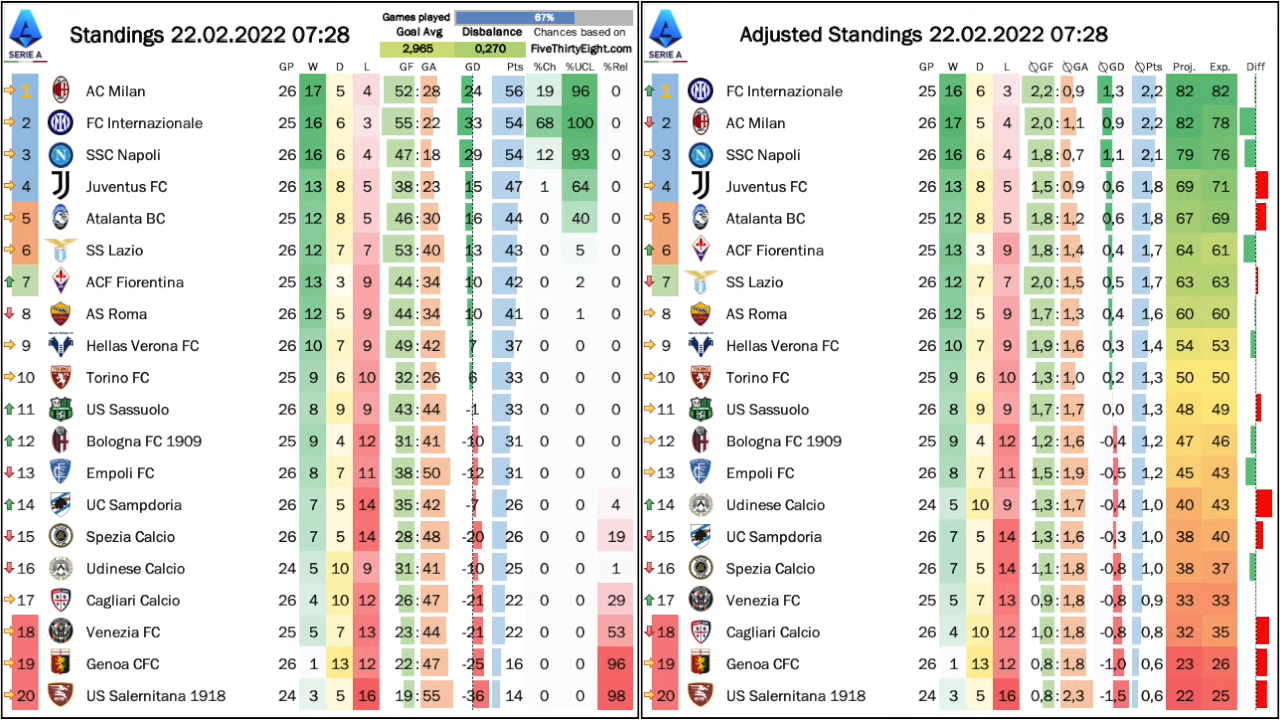 Games played 67%
Goal Avg Disbalance Chances based on
Standings 22.02.2022 07:28 2,965 0,270 FiveThirtyEight.com
SERIE A
GP W D L GF GA GD Pts %Ch %UCL %Rel
1 AC Milan 26 17 5 4 52 : 28 24 56 19 96 0
2 FC Internazionale 25 16 6 3 55 : 22 33 54 68 100 0
3 SSC Napoli 26 16 6 4 47 : 18 29 54 12 93 0
4 Juventus FC 26 13 8 5 38 : 23 15 47 1 64 0
5 Atalanta BC 25 12 8 5 46 : 30 16 44 0 40 0
6 SS Lazio 26 12 7 7 53 : 40 13 43 0 5 0
7 ACF Fiorentina 25 13 3 9 44 : 34 10 42 0 2 0
8 AS Roma 26 12 5 9 44 : 34 10 41 0 1 0
9 Hellas Verona FC 26 10 7 9 49 : 42 7 37 0 0 0
10 Torino FC 25 9 6 10 32 : 26 6 33 0 0 0
11 US Sassuolo 26 8 9 9 43 : 44 -1 33 0 0 0
12 Bologna FC 1909 25 9 4 12 31 : 41 -10 31 0 0 0
13 Empoli FC 26 8 7 11 38 : 50 -12 31 0 0 0
14 UC Sampdoria 26 7 5 14 35 : 42 -7 26 0 0 4
15 Spezia Calcio 26 7 5 14 28 : 48 -20 26 0 0 19
16 Udinese Calcio 24 5 10 9 31 : 41 -10 25 0 0 1
17 Cagliari Calcio 26 4 10 12 26 : 47 -21 22 0 0 29
18 Venezia FC 25 5 7 13 23 : 44 -21 22 0 0 53
19 Genoa CFC 26 1 13 12 22 : 47 -25 16 0 0 96
20 US Salernitana 1918 24 3 5 16 19 : 55 -36 14 0 0 98
Adjusted Standings 22.02.2022 07:28
SERIE A
GP W D L ∅GF ∅GA ∅GD ∅Pts Proj. Exp. Diff
1 FC Internazionale 25 16 6 3 2,2 : 0,9 1,3 2,2 82 82
2 AC Milan 26 17 5 4 2,0 : 1,1 0,9 2,2 82 78
3 SSC Napoli 26 16 6 4 1,8 : 0,7 1,1 2,1 79 76
4 Juventus FC 26 13 8 5 1,5 : 0,9 0,6 1,8 69 71
5 Atalanta BC 25 12 8 5 1,8 : 1,2 0,6 1,8 67 69
6 ACF Fiorentina 25 13 3 9 1,8 : 1,4 0,4 1,7 64 61
7 SS Lazio 26 12 7 7 2,0 : 1,5 0,5 1,7 63 63
8 AS Roma 26 12 5 9 1,7 : 1,3 0,4 1,6 60 60
9 Hellas Verona FC 26 10 7 9 1,9 : 1,6 0,3 1,4 54 53
10 Torino FC 25 9 6 10 1,3 : 1,0 0,2 1,3 50 50
11 US Sassuolo 26 8 9 9 1,7 : 1,7 0,0 1,3 48 49
12 Bologna FC 1909 25 9 4 12 1,2 : 1,6 -0,4 1,2 47 46
13 Empoli FC 26 8 7 11 1,5 : 1,9 -0,5 1,2 45 43
14 Udinese Calcio 24 5 10 9 1,3 : 1,7 -0,4 1,0 40 43
15 UC Sampdoria 26 7 5 14 1,3 : 1,6 -0,3 1,0 38 40
16 Spezia Calcio 26 7 5 14 1,1 : 1,8 -0,8 1,0 38 37
17 Venezia FC 25 5 7 13 0,9 : 1,8 -0,8 0,9 33 33
18 Cagliari Calcio 26 4 10 12 1,0 : 1,8 -0,8 0,8 32 35
19 Genoa CFC 26 1 13 12 0,8 : 1,8 -1,0 0,6 23 26
20 US Salernitana 1918 24 3 5 16 0,8 : 2,3 -1,5 0,6 22 25